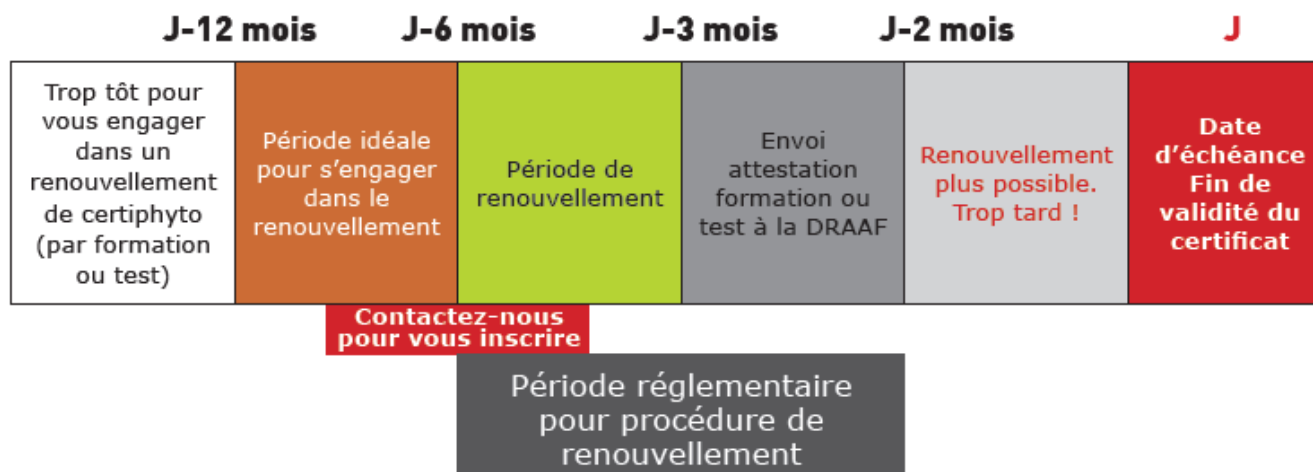 J-12 mois J-6 mois J-3 mois J-2 mois J
Trop tôt pour
vous engager
dans un
renouvellement
de certiphyto
(par formation
ou test)
Période idéale
pour s’engager
dans le
renouvellement
Période de
renouvellement
Envoi
attestation
formation ou
test à la DRAAF
Renouvellement
plus possible.
Trop tard !
Date
d’échéance
Fin de
validité du
certificat
Contactez-nous
pour vous inscrire
Période réglementaire
pour procédure de
renouvellement